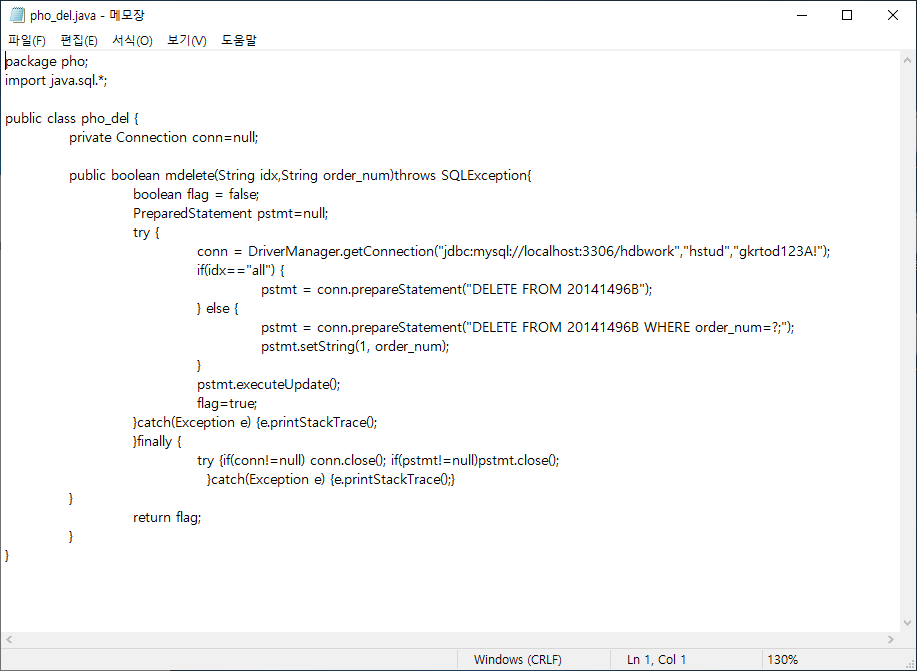 pho_del.java - 메모장
파일(F) 편집(E) 서식(O) 보기(V) 도움말
package pho;
import java.sql.*;
public class pho_del {
private Connection conn=null;
public boolean mdelete(String idx,String order_num)throws SQLException{
boolean flag = false;
PreparedStatement pstmt=null;
try {
conn = DriverManager.getConnection("jdbc:mysql://localhost:3306/hdbwork","hstud","gkrtod123A!");
if(idx=="all") {
pstmt = conn.prepareStatement("DELETE FROM 20141496B");
} else {
pstmt = conn.prepareStatement("DELETE FROM 20141496B WHERE order_num=?;");
pstmt.setString(1, order_num);
}
pstmt.executeUpdate();
flag=true;
}catch(Exception e) {e.printStackTrace();
}finally {
try {if(conn!=null) conn.close(); if(pstmt!=null)pstmt.close();
}catch(Exception e) {e.printStackTrace();}
}
return flag;
}
}
Windows (CRLF) Ln 1, Col 1 130%